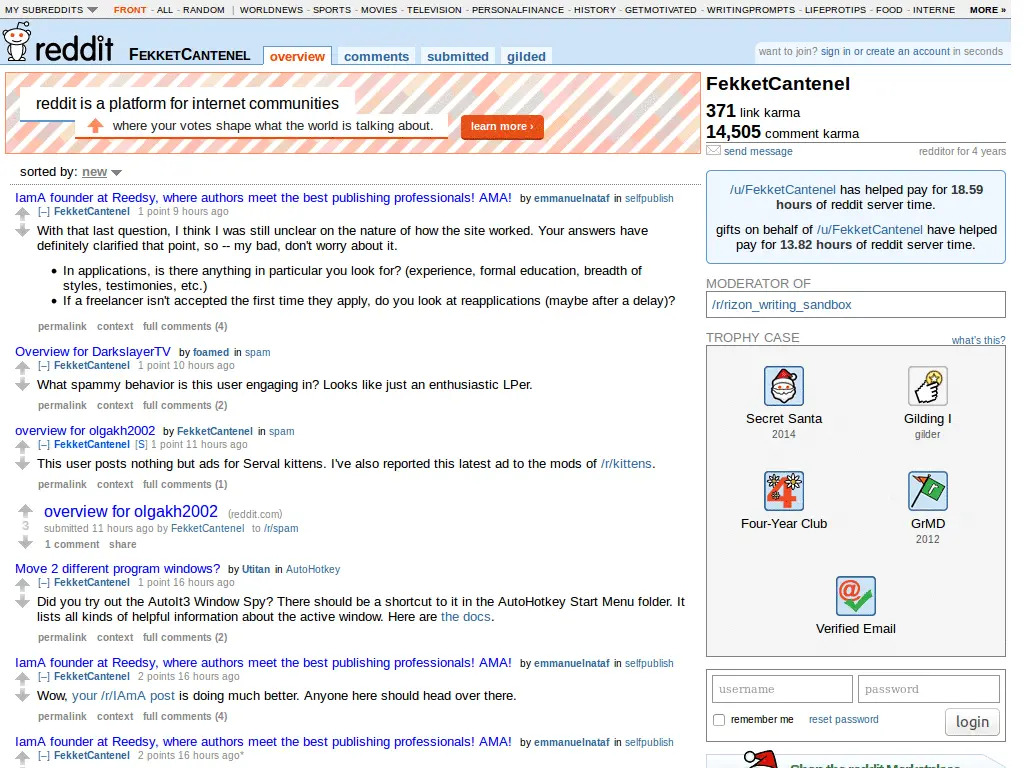 MY SUBREDDITS FRONT - ALL - RANDOM | WORLDNEWS - SPORTS - MOVIES - TELEVISION - PERSONALFINANCE - HISTORY - GETMOTIVATED - WRITINGPROMPTS - LIFEPROTIPS - FOOD - INTERNE MORE »
reddit FEKKETCANTENEL overview comments submitted gilded
want to join? sign in or create an account in seconds
reddit is a platform for internet communities
where your votes shape what the world is talking about.
learn more ›
sorted by: new
IamA founder at Reedsy, where authors meet the best publishing professionals! AMA! by emmanuelnataf in selfpublish
[–] FekketCantenel 1 point 9 hours ago
With that last question, I think I was still unclear on the nature of how the site worked. Your answers have
definitely clarified that point, so -- my bad, don't worry about it.
• In applications, is there anything in particular you look for? (experience, formal education, breadth of
styles, testimonies, etc.)
• If a freelancer isn't accepted the first time they apply, do you look at reapplications (maybe after a delay)?
permalink context full comments (4)
Overview for DarkslayerTV by foamed in spam
[–] FekketCantenel 1 point 10 hours ago
What spammy behavior is this user engaging in? Looks like just an enthusiastic LPer.
permalink context full comments (2)
overview for olgakh2002 by FekketCantenel in spam
[–] FekketCantenel [S] 1 point 11 hours ago
This user posts nothing but ads for Serval kittens. I've also reported this latest ad to the mods of /r/kittens.
permalink context full comments (1)
overview for olgakh2002 (reddit.com)
3
submitted 11 hours ago by FekketCantenel to /r/spam
1 comment share
Move 2 different program windows? by Utitan in AutoHotkey
[–] FekketCantenel 1 point 16 hours ago
Did you try out the AutoIt3 Window Spy? There should be a shortcut to it in the AutoHotkey Start Menu folder. It
lists all kinds of helpful information about the active window. Here are the docs.
permalink context full comments (2)
IamA founder at Reedsy, where authors meet the best publishing professionals! AMA! by emmanuelnataf in selfpublish
[–] FekketCantenel 2 points 16 hours ago
Wow, your /r/IAmA post is doing much better. Anyone here should head over there.
permalink context full comments (4)
IamA founder at Reedsy, where authors meet the best publishing professionals! AMA! by emmanuelnataf in selfpublish
[–] FekketCantenel 2 points 16 hours ago*
FekketCantenel
371 link karma
14,505 comment karma
send message redditor for 4 years
/u/FekketCantenel has helped pay for 18.59
hours of reddit server time.
gifts on behalf of /u/FekketCantenel have helped
pay for 13.82 hours of reddit server time.
MODERATOR OF
/r/rizon_writing_sandbox
TROPHY CASE what's this?
Secret Santa
2014
Gilding I
gilder
4
Four-Year Club
r
GrMD
2012
@
Verified Email
username password
remember me reset password login
Shop the reddit Marketplace